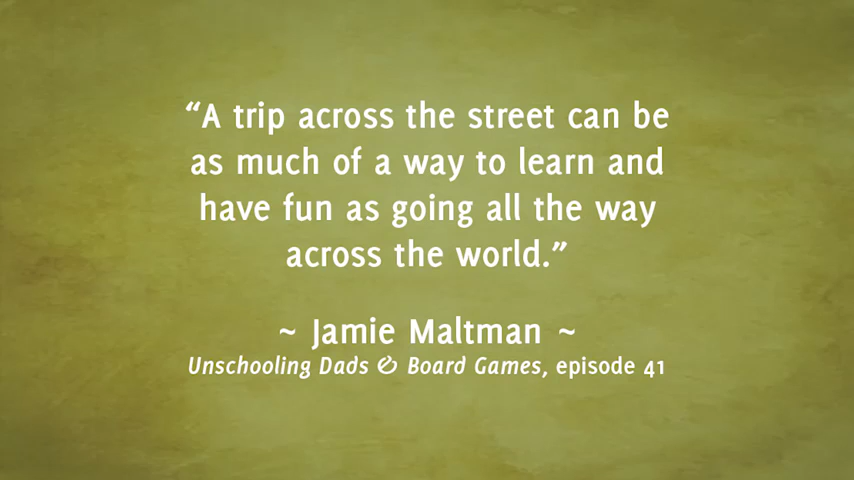 “A trip across the street can be
as much of a way to learn and
have fun as going all the way
across the world.”
~ Jamie Maltman ~
Unschooling Dads & Board Games, episode 41